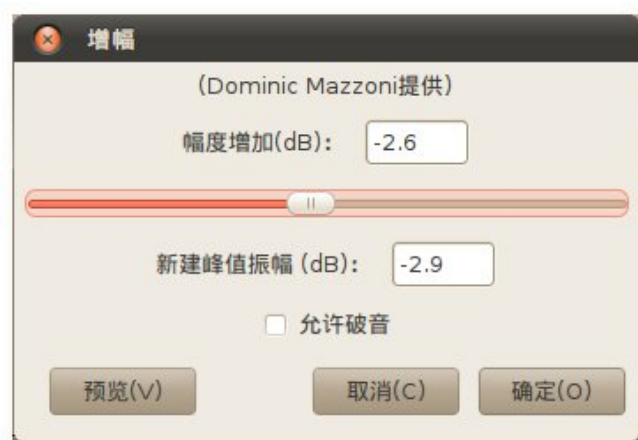 增幅
(Dominic Mazzoni提供)
幅度增加(dB): -2.6
新建峰值振幅 (dB): -2.9
允许破音
预览(V) 取消(C) 确定(O)